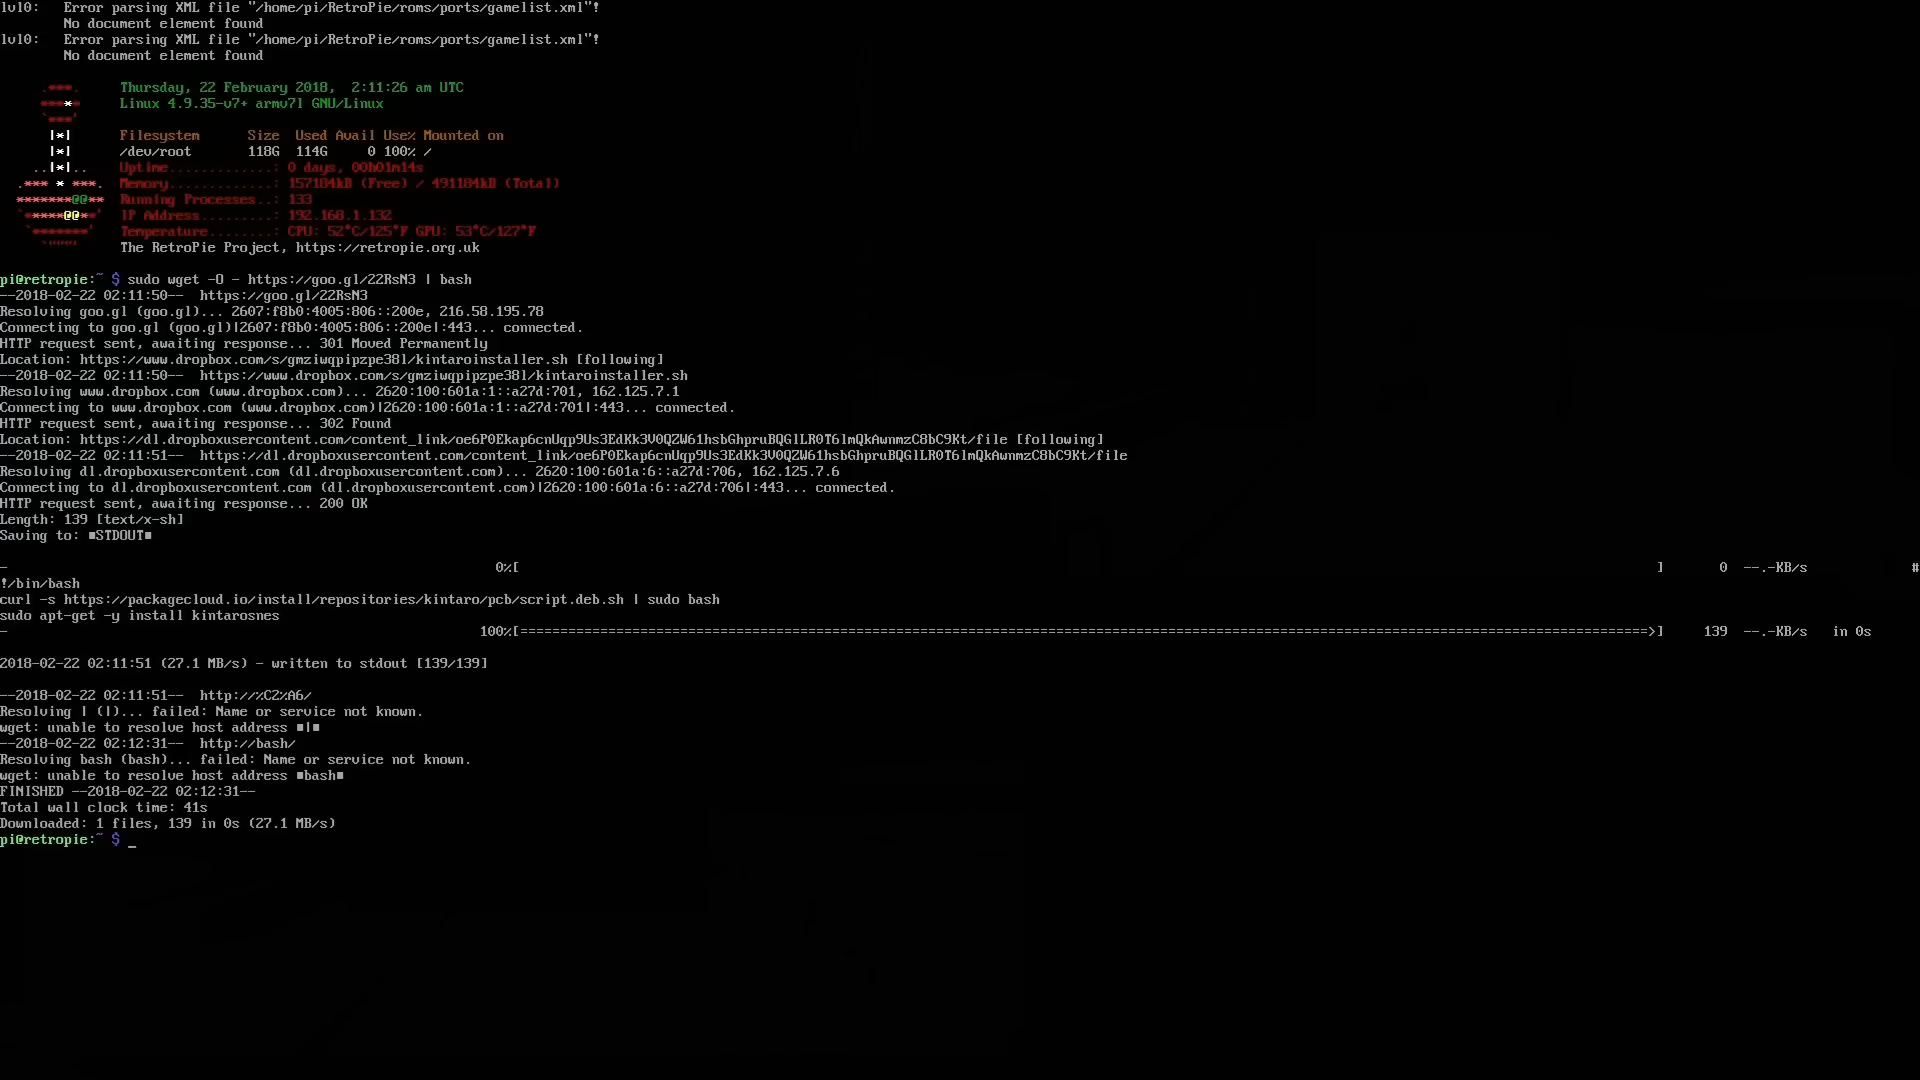 lvl0:   Error parsing XML file "/home/pi/RetroPie/roms/ports/gamelist.xml"!
        No document element found
lvl0:   Error parsing XML file "/home/pi/RetroPie/roms/ports/gamelist.xml"!
        No document element found
Thursday, 22 February 2018,  2:11:26 am UTC
Linux 4.9.35-v7+ armv7l GNU/Linux
Filesystem      Size  Used Avail Use% Mounted on
/dev/root       118G  114G     0 100% /
Uptime.............: 0 days, 00h01m14s
Memory.............: 157184kB (Free) / 491184kB (Total)
Running Processes..: 133
IP Address.........: 192.168.1.132
Temperature........: CPU: 52°C/125°F GPU: 53°C/127°F
The RetroPie Project, https://retropie.org.uk
pi@retropie:~ $ sudo wget -O - https://goo.gl/22RsN3 ¦ bash
--2018-02-22 02:11:50--  https://goo.gl/22RsN3
Resolving goo.gl (goo.gl)... 2607:f8b0:4005:806::200e, 216.58.195.78
Connecting to goo.gl (goo.gl)|2607:f8b0:4005:806::200e|:443... connected.
HTTP request sent, awaiting response... 301 Moved Permanently
Location: https://www.dropbox.com/s/gmziwqpipzpe38l/kintaroinstaller.sh [following]
--2018-02-22 02:11:50--  https://www.dropbox.com/s/gmziwqpipzpe38l/kintaroinstaller.sh
Resolving www.dropbox.com (www.dropbox.com)... 2620:100:601a:1::a27d:701, 162.125.7.1
Connecting to www.dropbox.com (www.dropbox.com)|2620:100:601a:1::a27d:701|:443... connected.
HTTP request sent, awaiting response... 302 Found
Location: https://dl.dropboxusercontent.com/content_link/oe6P0Ekap6cnUqp9Us3EdKk3V0QZW61hsbGhpruBQGlLR0T6lmQkAwnmzC8bC9Kt/file [following]
--2018-02-22 02:11:51--  https://dl.dropboxusercontent.com/content_link/oe6P0Ekap6cnUqp9Us3EdKk3V0QZW61hsbGhpruBQGlLR0T6lmQkAwnmzC8bC9Kt/file
Resolving dl.dropboxusercontent.com (dl.dropboxusercontent.com)... 2620:100:601a:6::a27d:706, 162.125.7.6
Connecting to dl.dropboxusercontent.com (dl.dropboxusercontent.com)|2620:100:601a:6::a27d:706|:443... connected.
HTTP request sent, awaiting response... 200 OK
Length: 139 [text/x-sh]
Saving to: ■STDOUT■
-                                                             0%[                                                  ]       0  --.-KB/s             #
!/bin/bash
curl -s https://packagecloud.io/install/repositories/kintaro/pcb/script.deb.sh | sudo bash
sudo apt-get -y install kintarosnes
-                                                           100%[=================================================>]     139  --.-KB/s   in 0s
2018-02-22 02:11:51 (27.1 MB/s) - written to stdout [139/139]
--2018-02-22 02:11:51--  http://%C2%A6/
Resolving ¦ (¦)... failed: Name or service not known.
wget: unable to resolve host address ■¦■
--2018-02-22 02:12:31--  http://bash/
Resolving bash (bash)... failed: Name or service not known.
wget: unable to resolve host address ■bash■
FINISHED --2018-02-22 02:12:31--
Total wall clock time: 41s
Downloaded: 1 files, 139 in 0s (27.1 MB/s)
pi@retropie:~ $ _